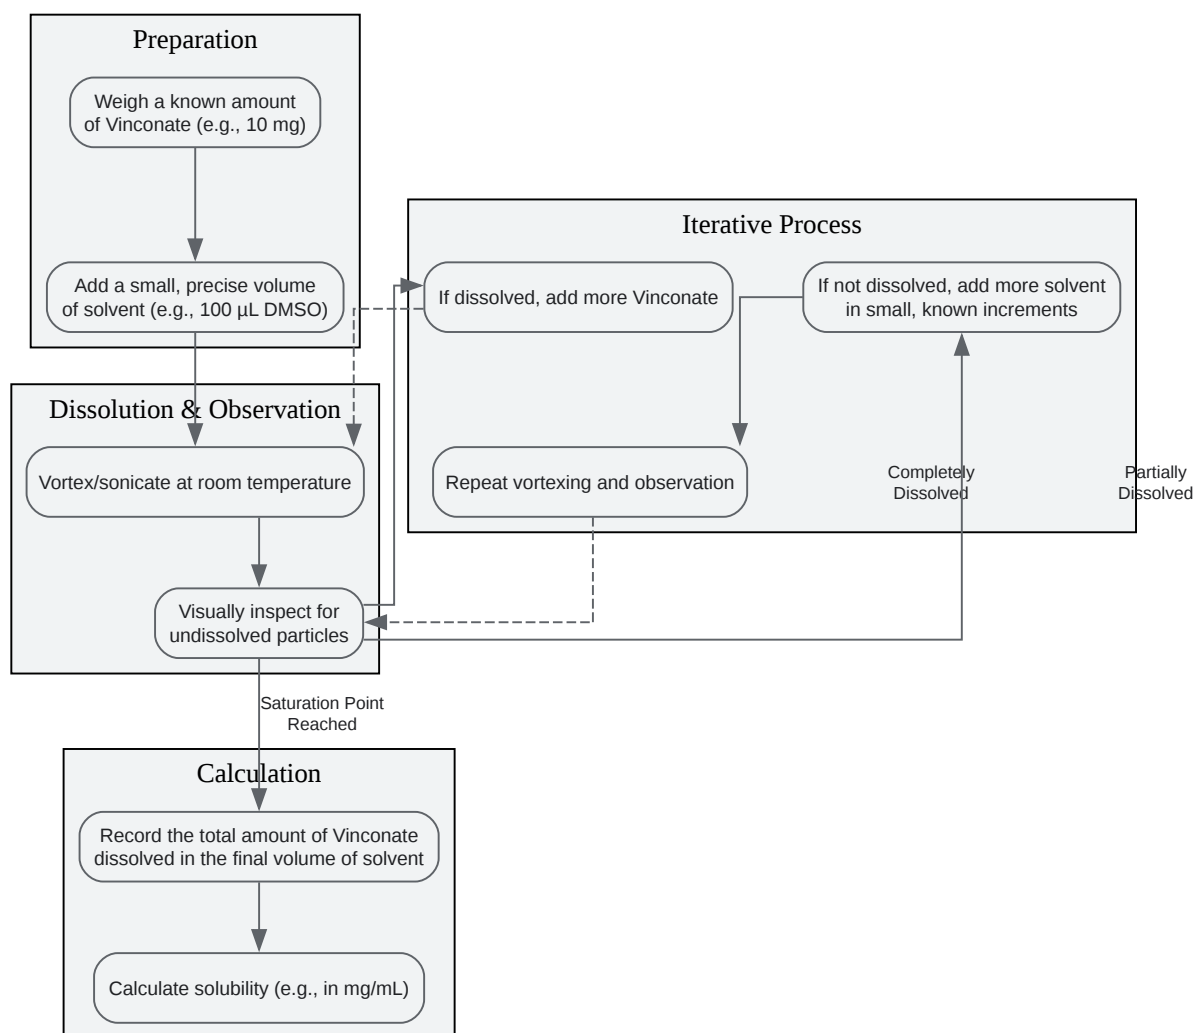 Preparation
Weigh a known amount
of Vinconate (e.g., 10 mg)
Add a small, precise volume
of solvent (e.g., 100 µL DMSO)
Iterative Process
If dissolved, add more Vinconate
If not dissolved, add more solvent
in small, known increments
Repeat vortexing and observation
Completely
Dissolved
Partially
Dissolved
Dissolution & Observation
Vortex/sonicate at room temperature
Visually inspect for
undissolved particles
Saturation Point
Reached
Calculation
Record the total amount of Vinconate
dissolved in the final volume of solvent
Calculate solubility (e.g., in mg/mL)